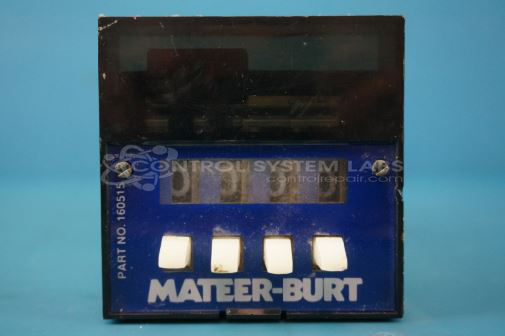 CONTROL SYSTEM LABS
controlrepair.com
PART NO. 160515
MATEER-BURT